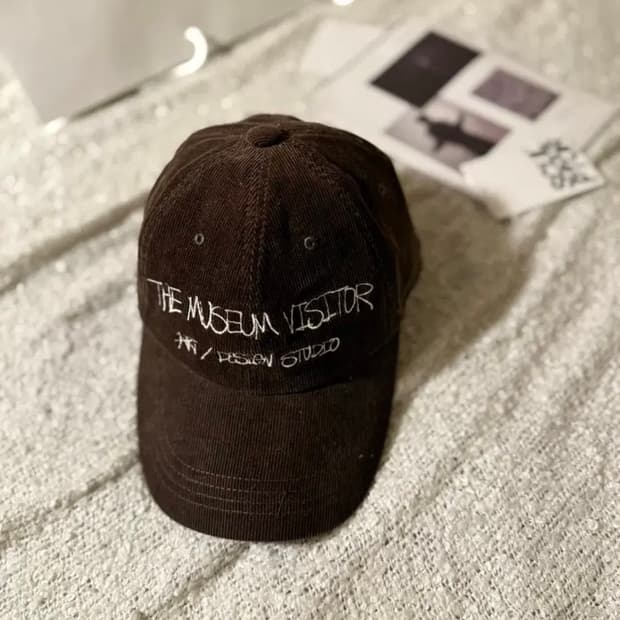 THE MUSEUM VISITOR
ART / DESIGN STUDIO